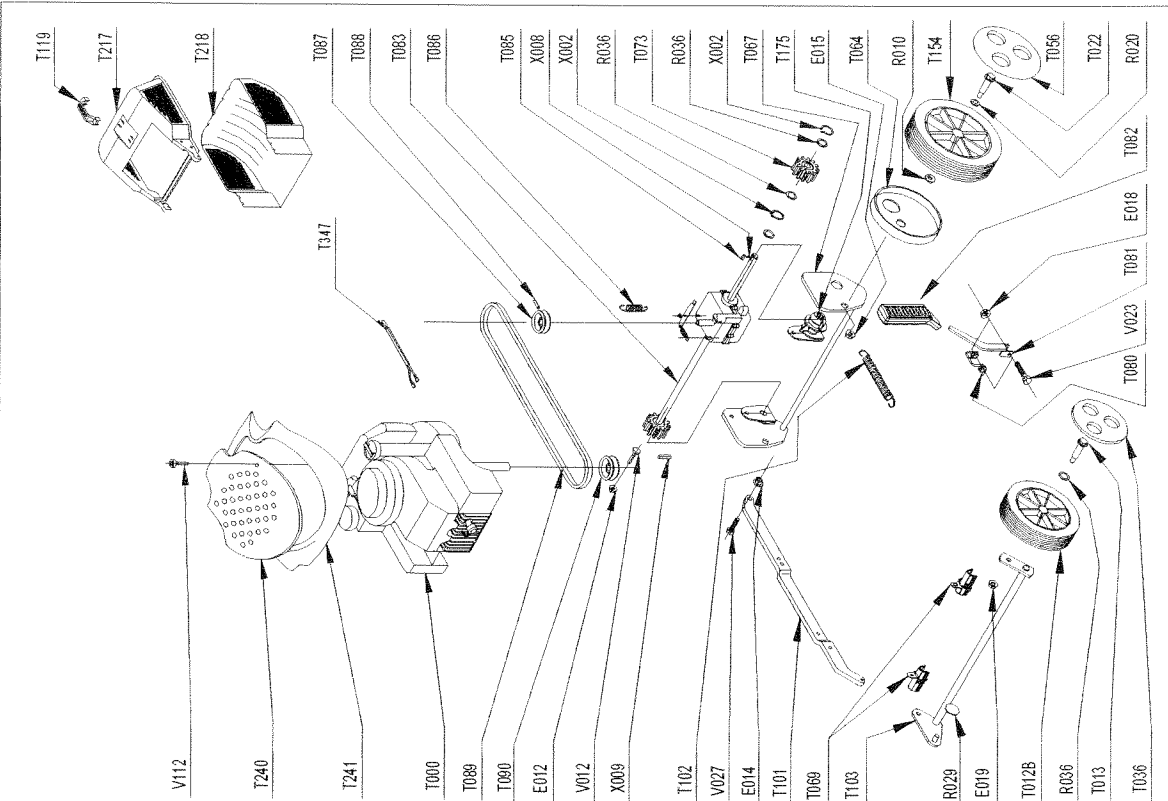 T119
T217
T218
T087
T088
T083
T086
T085
X008
X002
R036
T073
R036
X002
T067
T175
E015
T064
R010
T154
T056
T022
R020
T347
T082
E018
T081
V023
T080
V112
T240
T241
T000
T089
T090
E012
V012
X009
T102
V027
E014
T101
T069
T103
R029
E019
T012B
R036
T013
T036